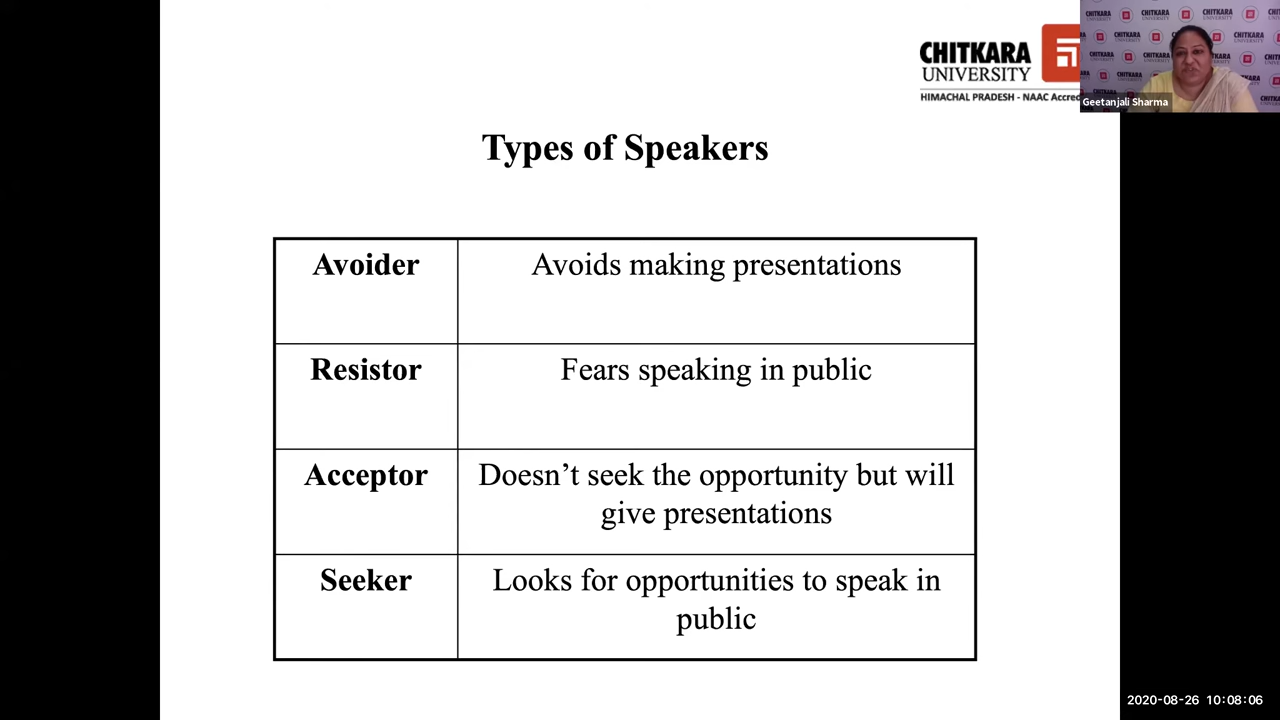 CHITKARA
UNIVERSITY
HIMACHAL PRADESH - NAAC
Geetanjali Sharma
Types of Speakers
Avoider
Avoids making presentations
Resistor
Fears speaking in public
Acceptor
Doesn’t seek the opportunity but will
give presentations
Seeker
Looks for opportunities to speak in
public
2020-08-26 10:08:06